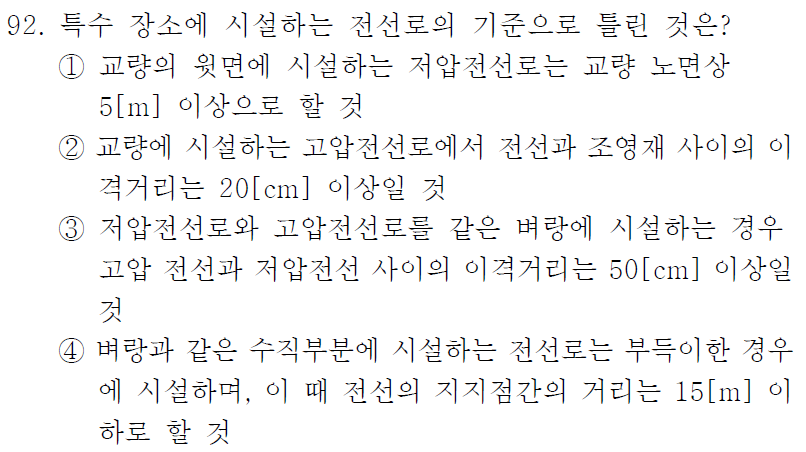 92. 특수 장소에 시설하는 전선로의 기준으로 틀린 것은?
① 교량의 윗면에 시설하는 저압전선로는 교량 노면상
5[m] 이상으로 할 것
② 교량에 시설하는 고압전선로에서 전선과 조영재 사이의 이
격거리는 20[cm] 이상일 것
③ 저압전선로와 고압전선로를 같은 벼랑에 시설하는 경우
고압 전선과 저압전선 사이의 이격거리는 50[cm] 이상일
것
④ 벼랑과 같은 수직부분에 시설하는 전선로는 부득이한 경우
에 시설하며, 이 때 전선의 지지점간의 거리는 15[m] 이
하로 할 것